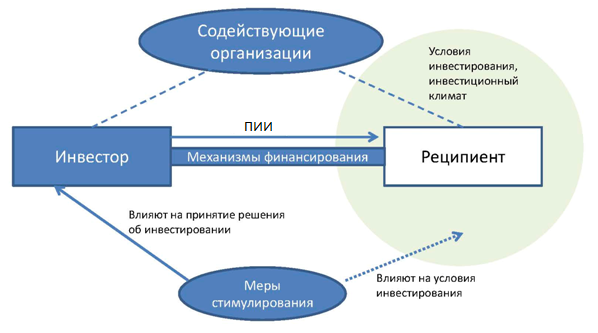 Содействующие
организации
Условия
инвестирования,
инвестиционный
климат
ПИИ
Инвестор
Механизмы финансирования
Реципиент
Влияют на принятие решения
об инвестировании
Меры
стимулирования
Влияют на условия
инвестирования